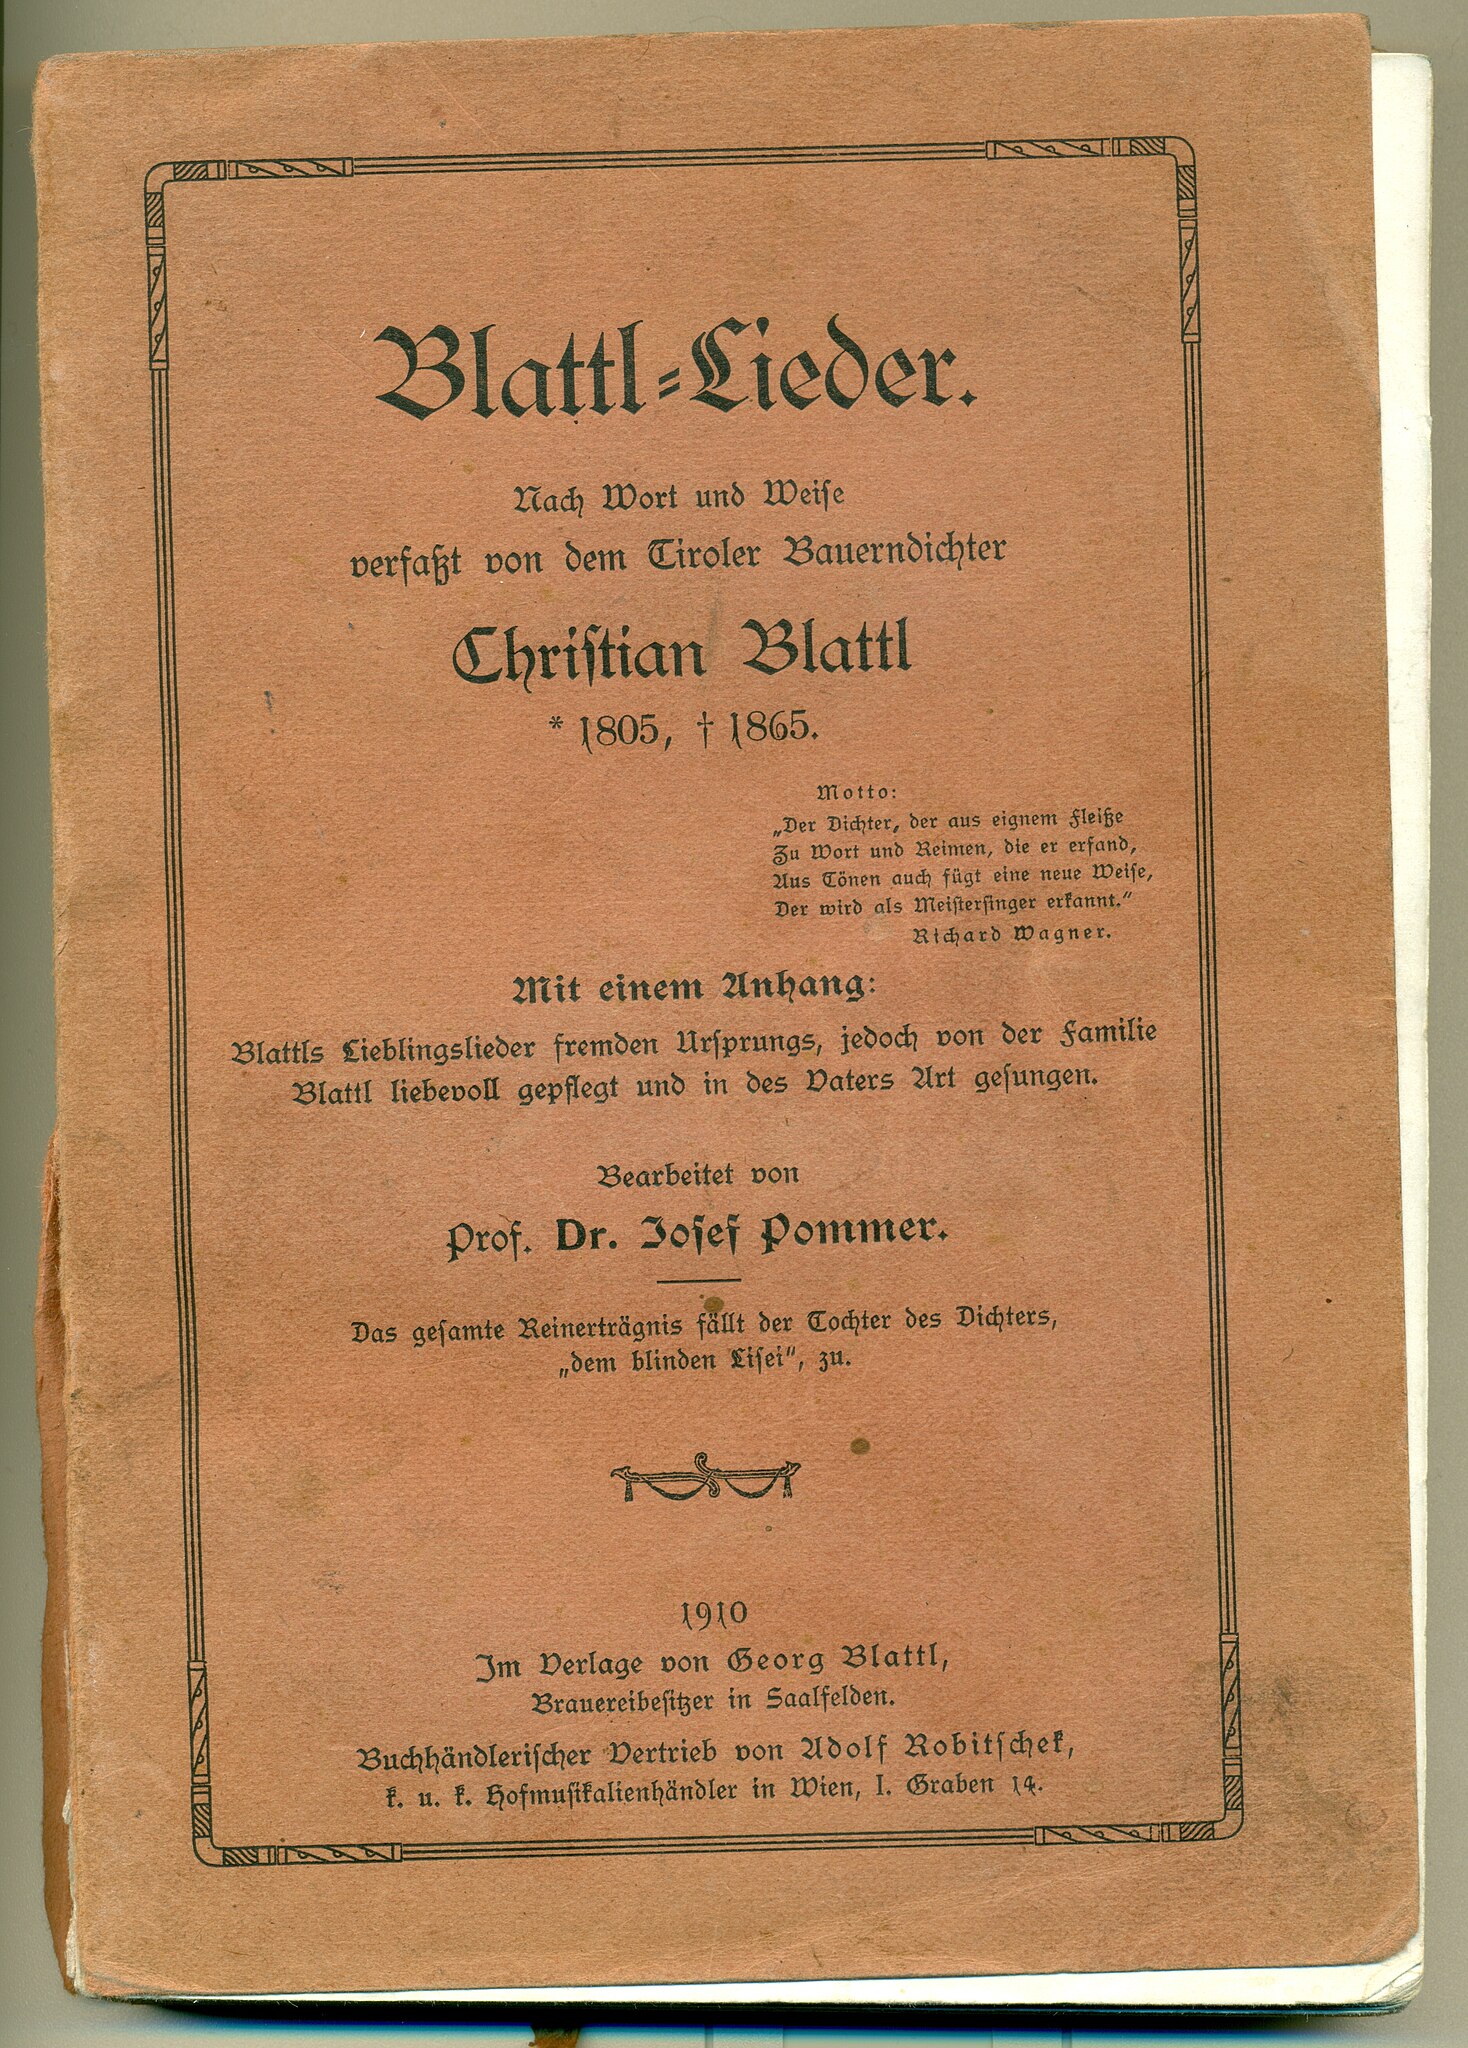 Blattl-Lieder.
Nach Wort und Weise
verfaßt von dem Tiroler Bauerndichter
Christian Blattl
* 1805, † 1865.
Motto:
„Der Dichter, der aus eignem Fleiße
Zu Wort und Reimen, die er erfand,
Aus Tönen auch fügt eine neue Weise,
Der wird als Meistersinger erkannt.“
Richard Wagner.
Mit einem Anhang:
Blattls Lieblingslieder fremden Ursprungs, jedoch von der Familie
Blattl liebevoll gepflegt und in des Vaters Art gesungen.
Bearbeitet von
Prof. Dr. Josef Pommer.
Das gesamte Reinerträgnis fällt der Tochter des Dichters,
„dem blinden Lisei“, zu.
1910
Im Verlage von Georg Blattl,
Brauereibesitzer in Saalfelden.
Buchhändlerischer Vertrieb von Adolf Robitschek,
k. u. k. Hofmusikalienhändler in Wien, I. Graben 14.